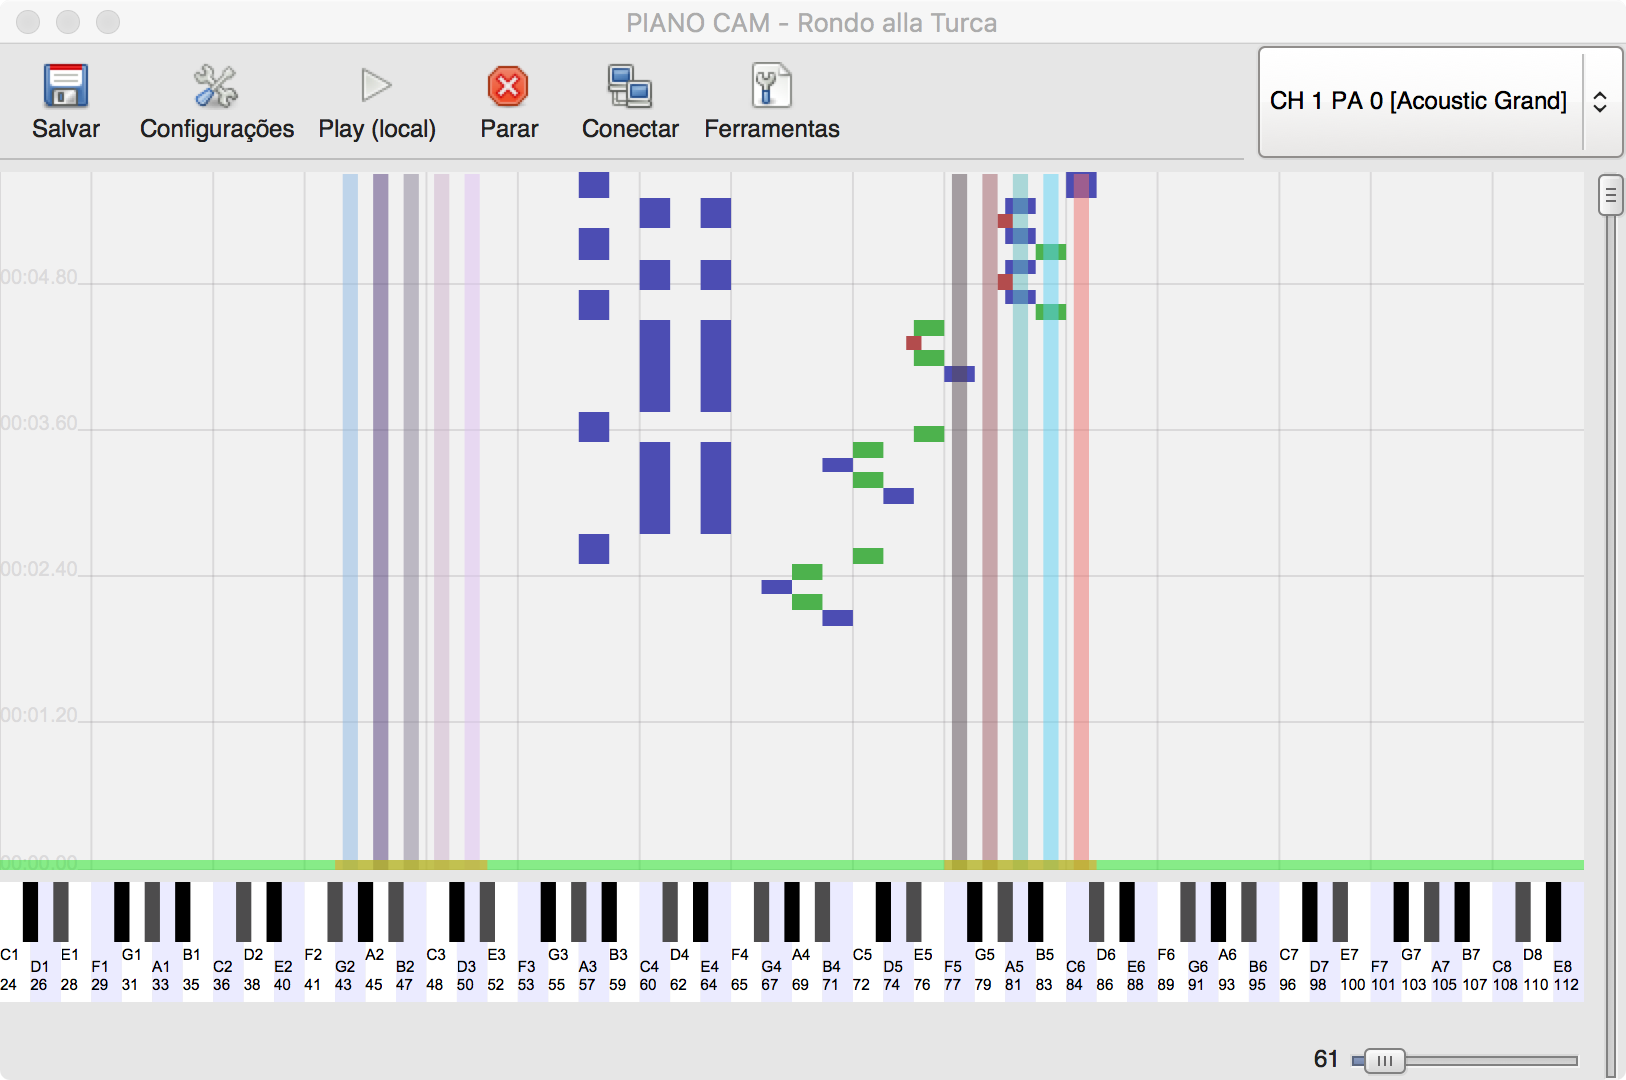 PIANO CAM - Rondo alla Turca
Salvar Configurações Play (local) Parar Conectar Ferramentas CH 1 PA 0 [Acoustic Grand]
00:04.80
00:03.60
00:02.40
00:01.20
00:00.00
C1 E1 G1 B1 D2 F2 A2 C3 E3 G3 B3 D4 F4 A4 C5 E5 G5 B5 D6 F6 A6 C7 E7 G7 B7 D8
D1 F1 A1 C2 E2 G2 B2 D3 F3 A3 C4 E4 G4 B4 D5 F5 A5 C6 E6 G6 B6 D7 F7 A7 C8 E8
24 26 28 29 31 33 35 36 38 40 41 43 45 47 48 50 52 53 55 57 59 60 62 64 65 67 69 71 72 74 76 77 79 81 83 84 86 88 89 91 93 95 96 98 100 101 103 105 107 108 110 112
61